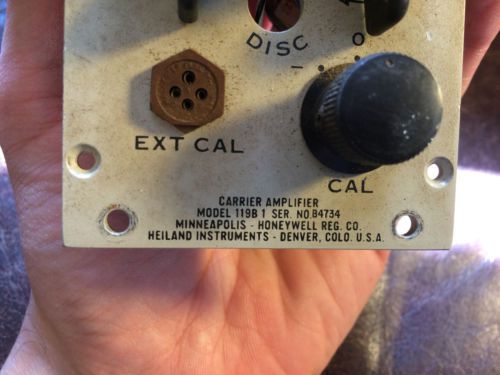 DISC
– 0
EXT CAL
CAL
CARRIER AMPLIFIER
MODEL 119B 1 SER. NO. 84734
MINNEAPOLIS - HONEYWELL REG. CO.
HEILAND INSTRUMENTS - DENVER, COLO. U.S.A.